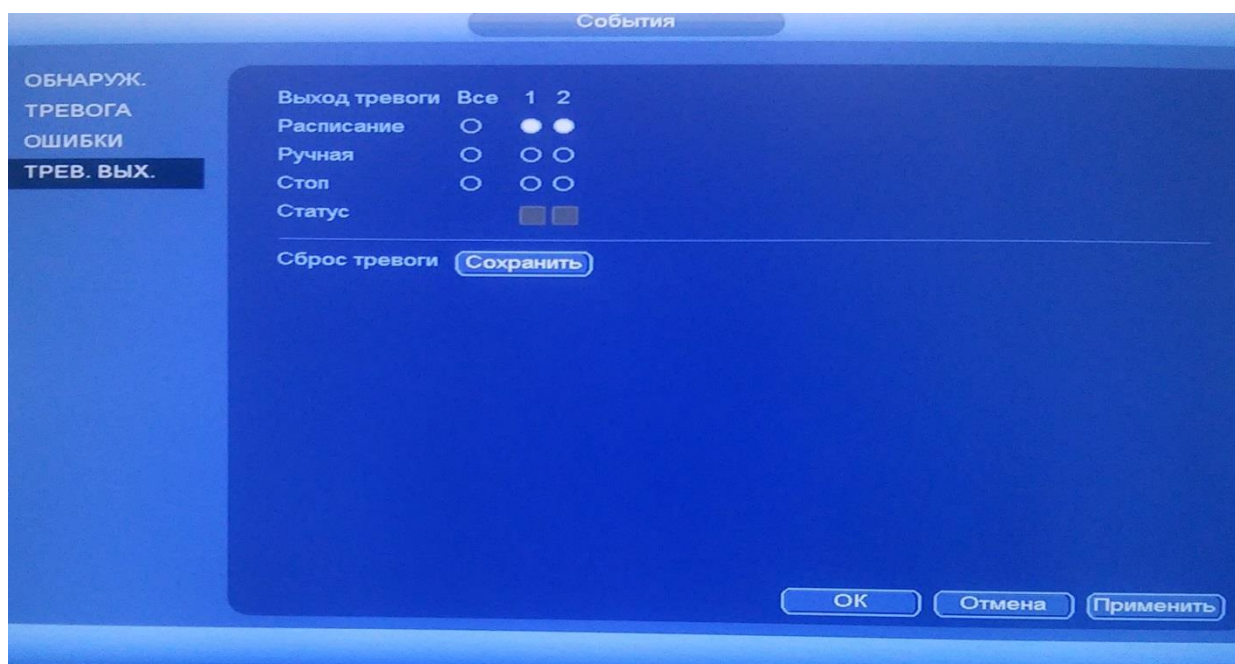 События
ОБНАРУЖ.
ТРЕВОГА
ОШИБКИ
ТРЕВ. ВЫХ.
Выход тревоги Все 1 2
Расписание
Ручная
Стоп
Статус
Сброс тревоги Сохранить
ОК Отмена Применить